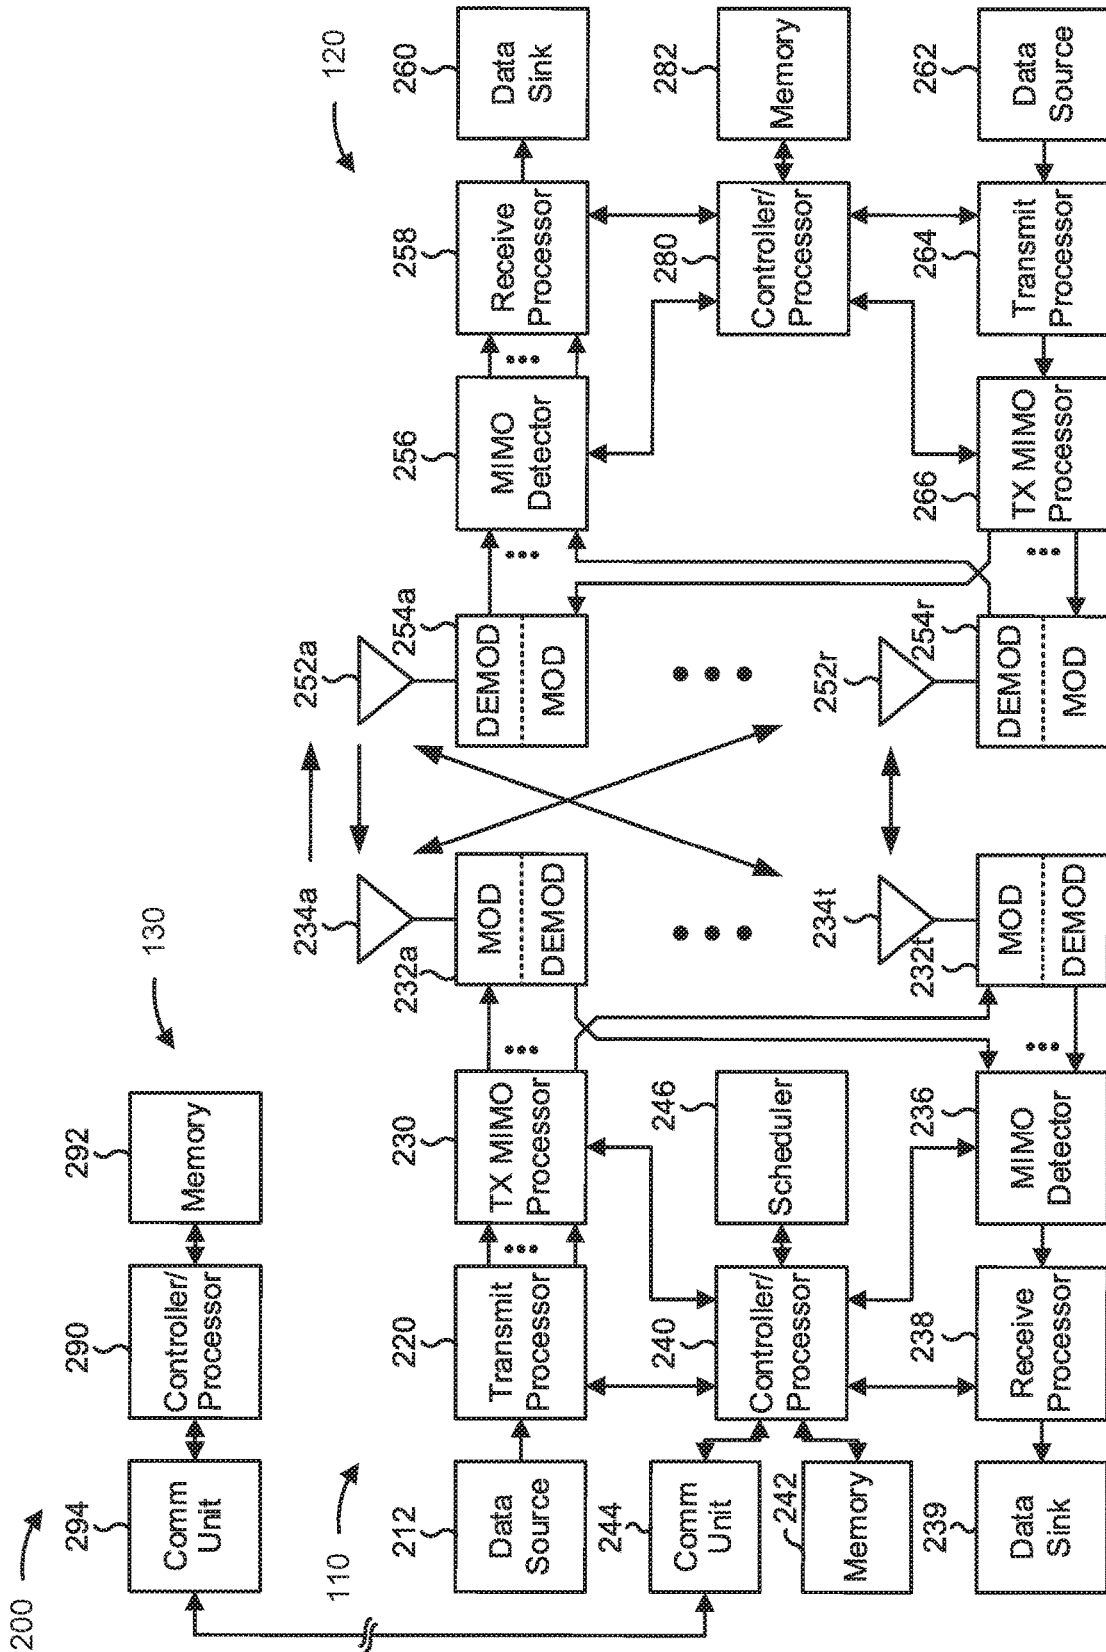 200
294
Comm
Unit
290
Controller/
Processor
292
Memory
130
110
212
Data
Source
220
Transmit
Processor
230
TX MIMO
Processor
232a
MOD
DEMOD
234a
252a
254a
DEMOD
MOD
256
MIMO
Detector
258
Receive
Processor
260
Data
Sink
120
244
Comm
Unit
242
Memory
240
Controller/
Processor
246
Scheduler
280
Controller/
Processor
282
Memory
239
Data
Sink
238
Receive
Processor
236
MIMO
Detector
232t
MOD
DEMOD
234t
252r
254r
DEMOD
MOD
266
TX MIMO
Processor
264
Transmit
Processor
262
Data
Source